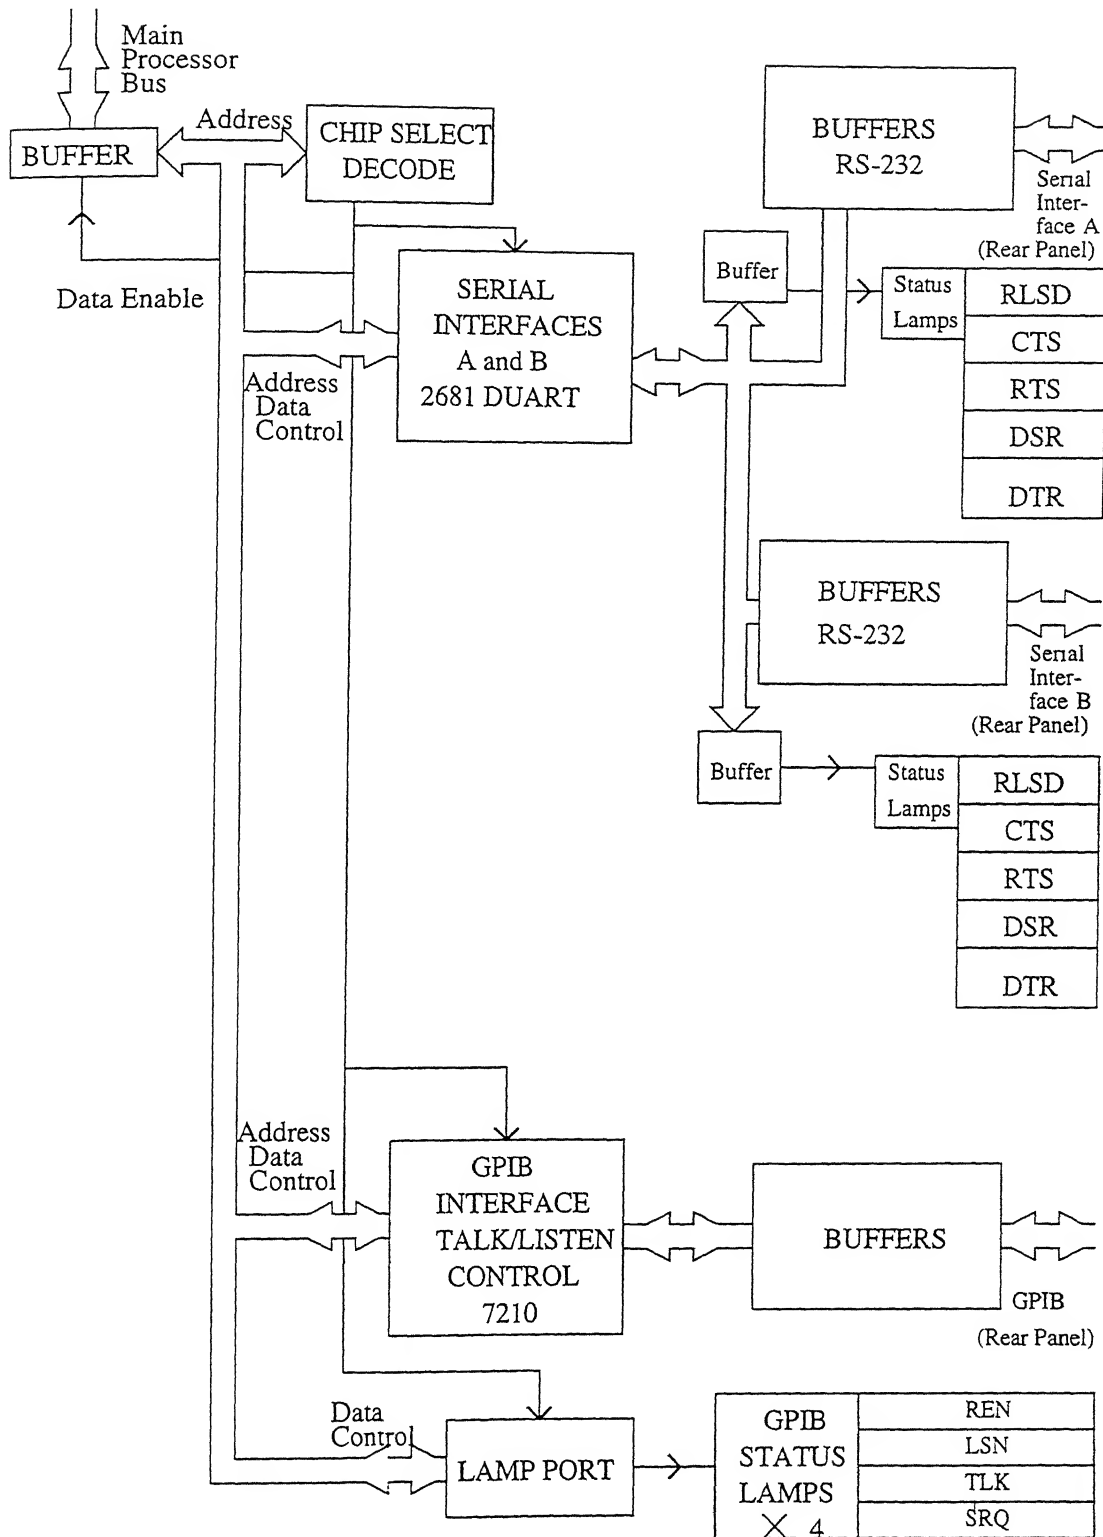 Main
Processor
Bus
Address
BUFFER
CHIP SELECT
DECODE
Data Enable
BUFFERS
RS-232
Serial
Inter-
face A
(Rear Panel)
Buffer
Status
Lamps
RLSD
CTS
RTS
DSR
DTR
SERIAL
INTERFACES
A and B
2681 DUART
Address
Data
Control
BUFFERS
RS-232
Serial
Inter-
face B
(Rear Panel)
Buffer
Status
Lamps
RLSD
CTS
RTS
DSR
DTR
Address
Data
Control
GPIB
INTERFACE
TALK/LISTEN
CONTROL
7210
BUFFERS
GPIB
(Rear Panel)
Data
Control
LAMP PORT
GPIB
STATUS
LAMPS
X 4
REN
LSN
TLK
SRQ